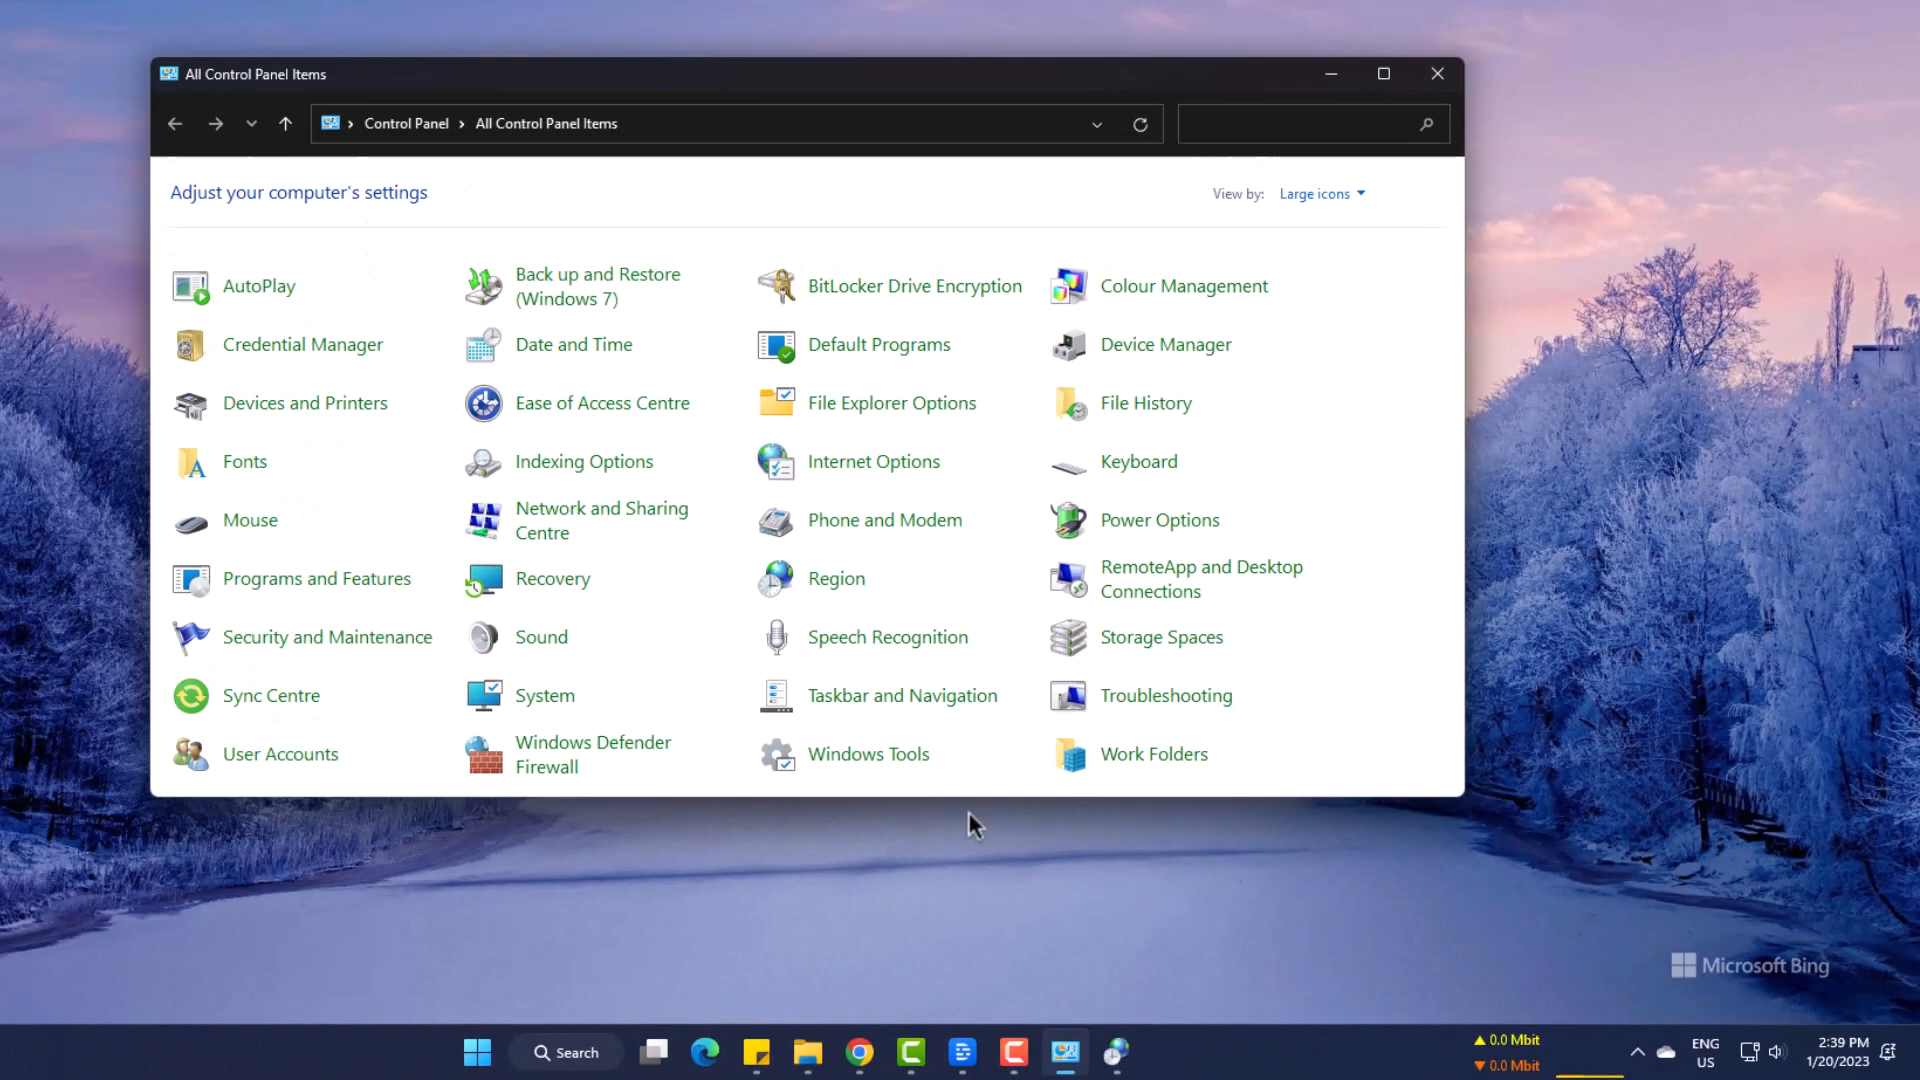 All Control Panel Items
Control Panel > All Control Panel Items
Adjust your computer's settings
View by: Large icons
AutoPlay
Back up and Restore
(Windows 7)
BitLocker Drive Encryption
Colour Management
Credential Manager
Date and Time
Default Programs
Device Manager
Devices and Printers
Ease of Access Centre
File Explorer Options
File History
Fonts
Indexing Options
Internet Options
Keyboard
Mouse
Network and Sharing
Centre
Phone and Modem
Power Options
Programs and Features
Recovery
Region
RemoteApp and Desktop
Connections
Security and Maintenance
Sound
Speech Recognition
Storage Spaces
Sync Centre
System
Taskbar and Navigation
Troubleshooting
User Accounts
Windows Defender
Firewall
Windows Tools
Work Folders
Microsoft Bing
Search
▲ 0.0 Mbit
▼ 0.0 Mbit
ENG
US
2:39 PM
1/20/2023